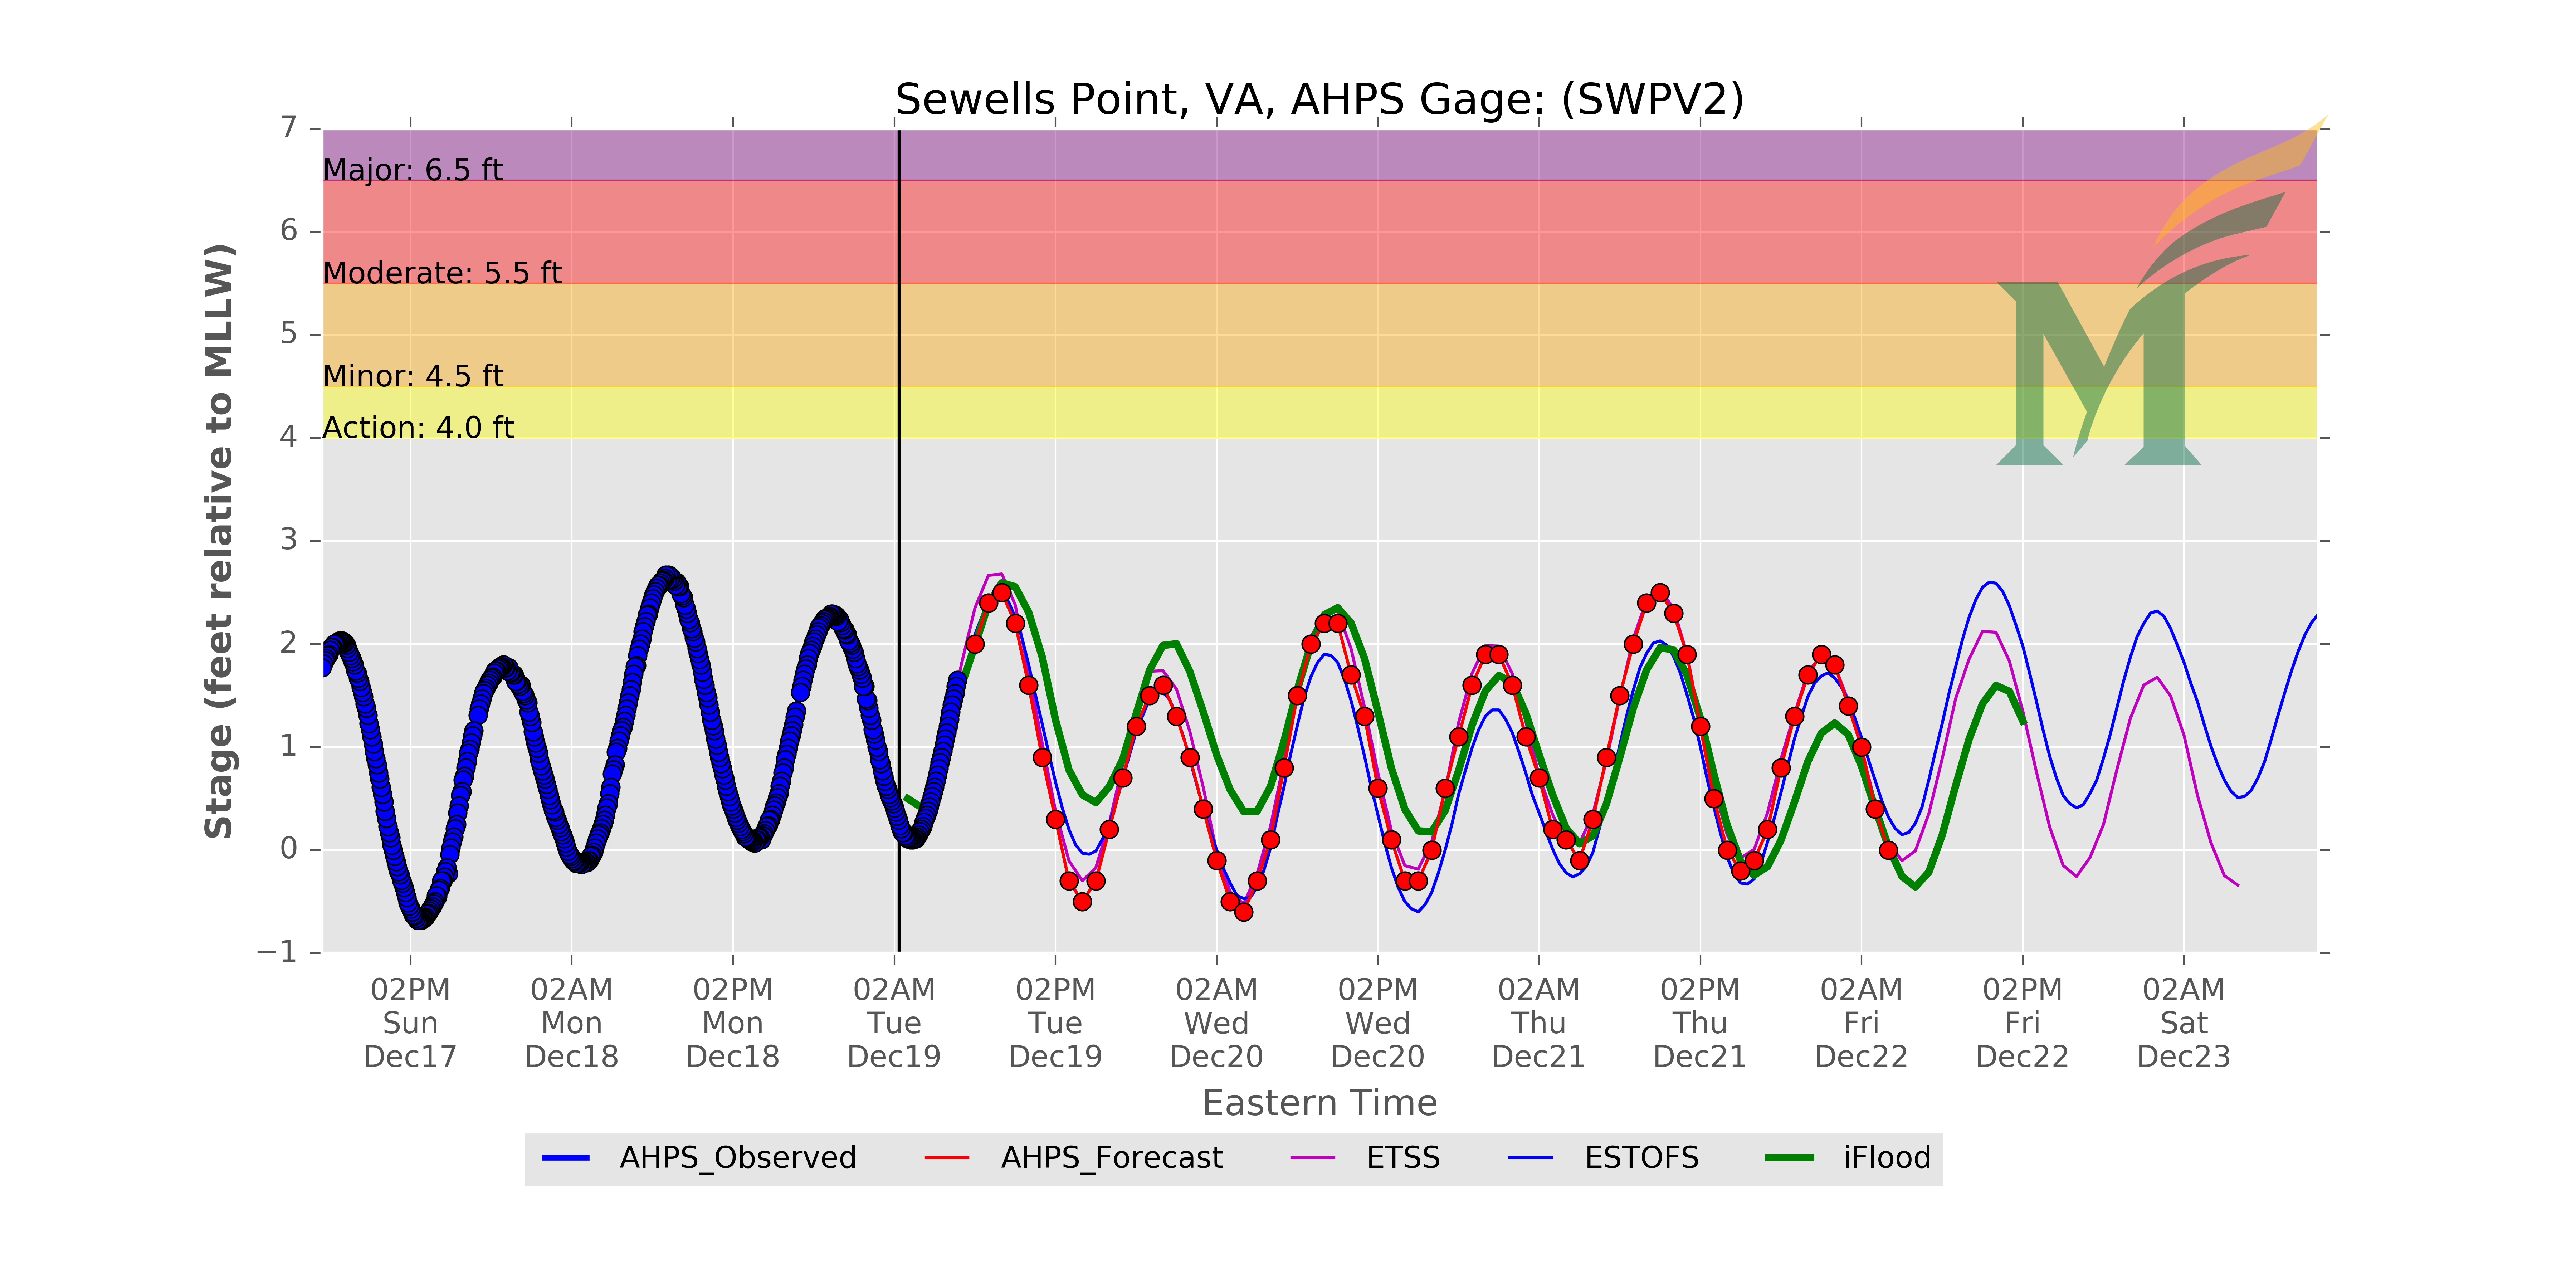 Sewells Point, VA, AHPS Gage: (SWPV2)
7
Major: 6.5 ft
6
Moderate: 5.5 ft
5
Minor: 4.5 ft
Action: 4.0 ft
4
3
2
1
0
−1
Stage (feet relative to MLLW)
02PM 02AM 02PM 02AM 02PM 02AM 02PM 02AM 02PM 02AM 02PM 02AM
Sun Mon Mon Tue Tue Wed Wed Thu Thu Fri Fri Sat
Dec17 Dec18 Dec18 Dec19 Dec19 Dec20 Dec20 Dec21 Dec21 Dec22 Dec22 Dec23
Eastern Time
AHPS_Observed AHPS_Forecast ETSS ESTOFS iFlood
M